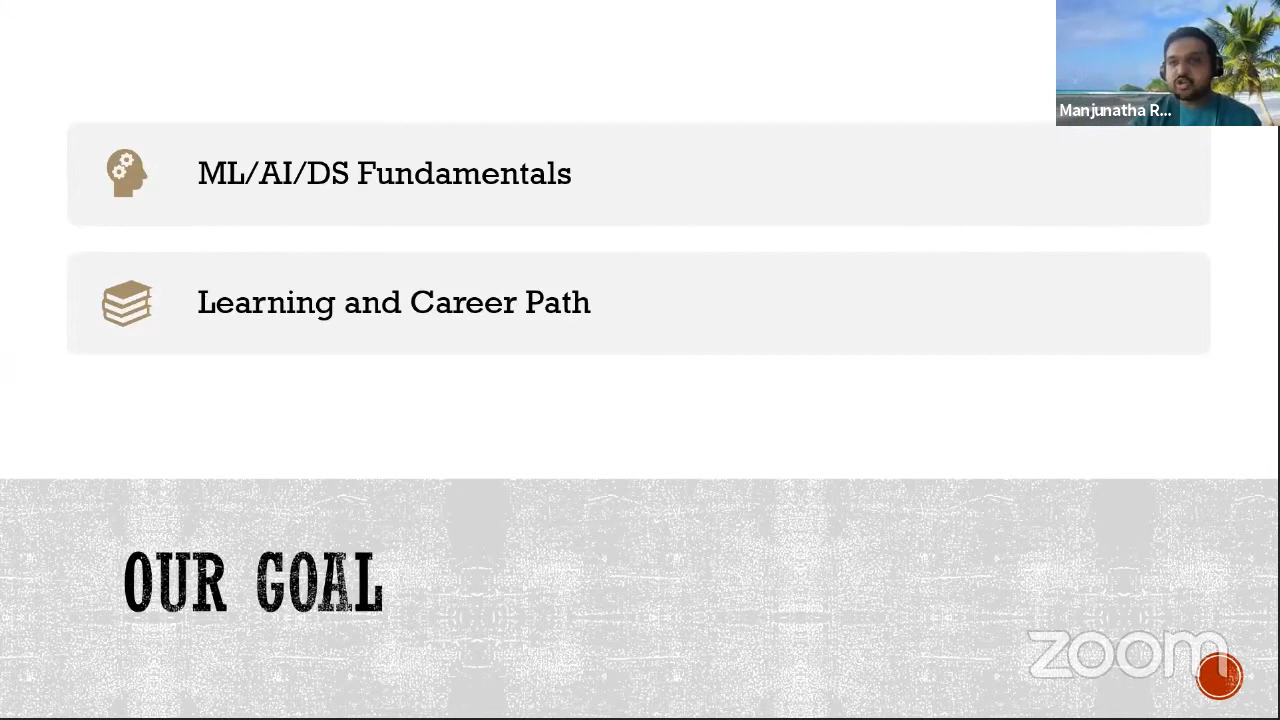 Manjunatha R...
ML/AI/DS Fundamentals
Learning and Career Path
OUR GOAL
zoom